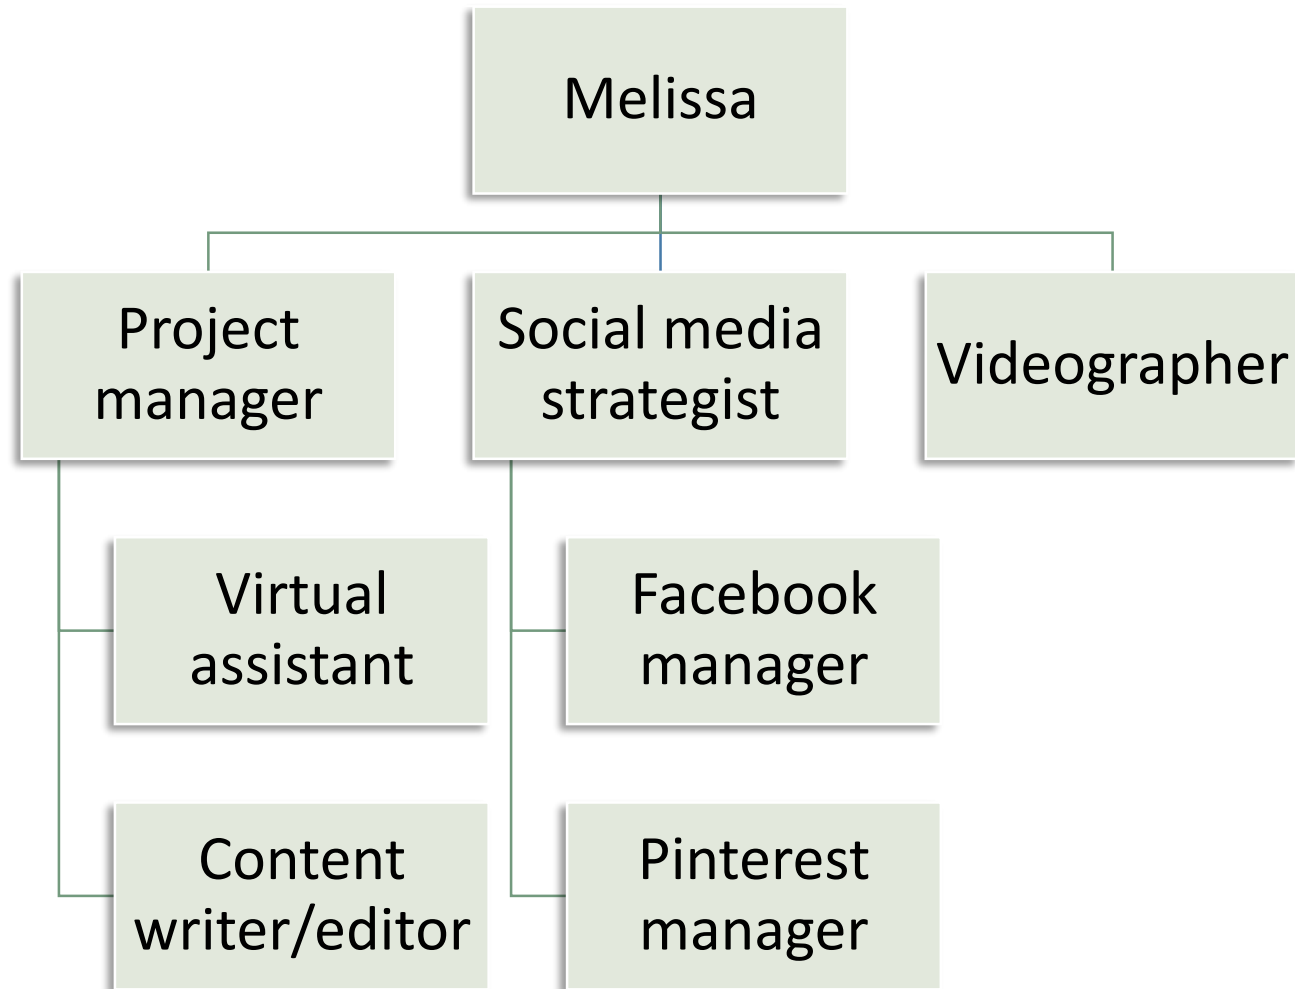 Melissa
Project
manager
Social media
strategist
Videographer
Virtual
assistant
Facebook
manager
Content
writer/editor
Pinterest
manager